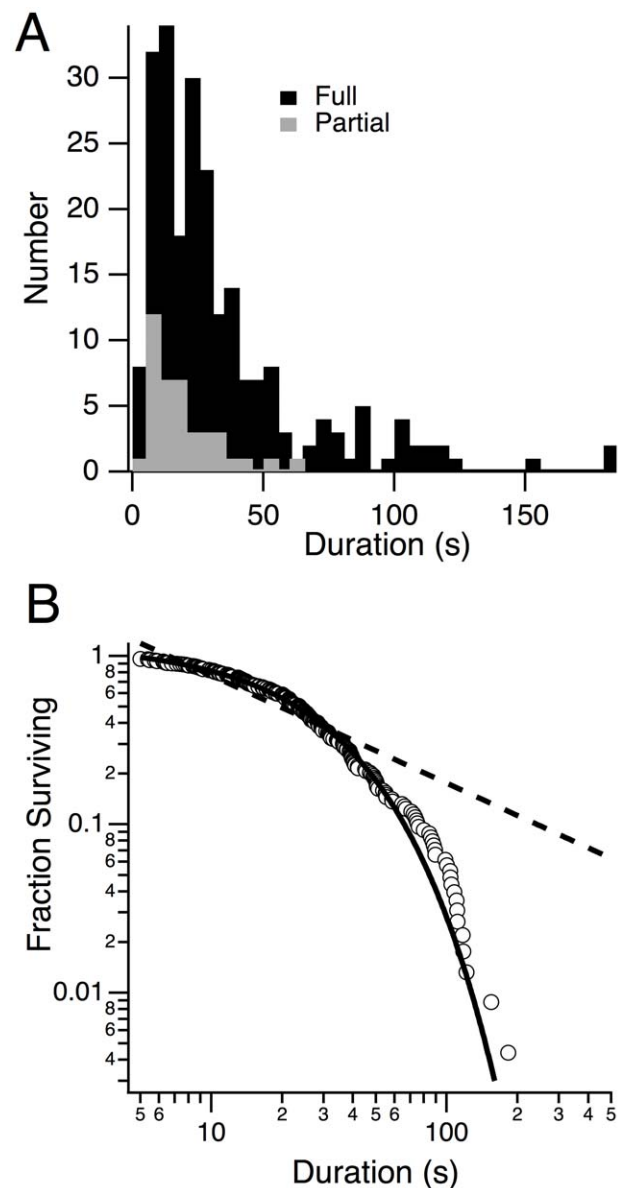 A
Number
30
25
20
15
10
5
0
Full
Partial
0 50 100 150
Duration (s)
B
Fraction Surviving
1
8
6
4
2
0.1
8
6
4
2
0.01
8
6
4
5 6 2 3 4 5 6 2 3 4 5
10 100
Duration (s)